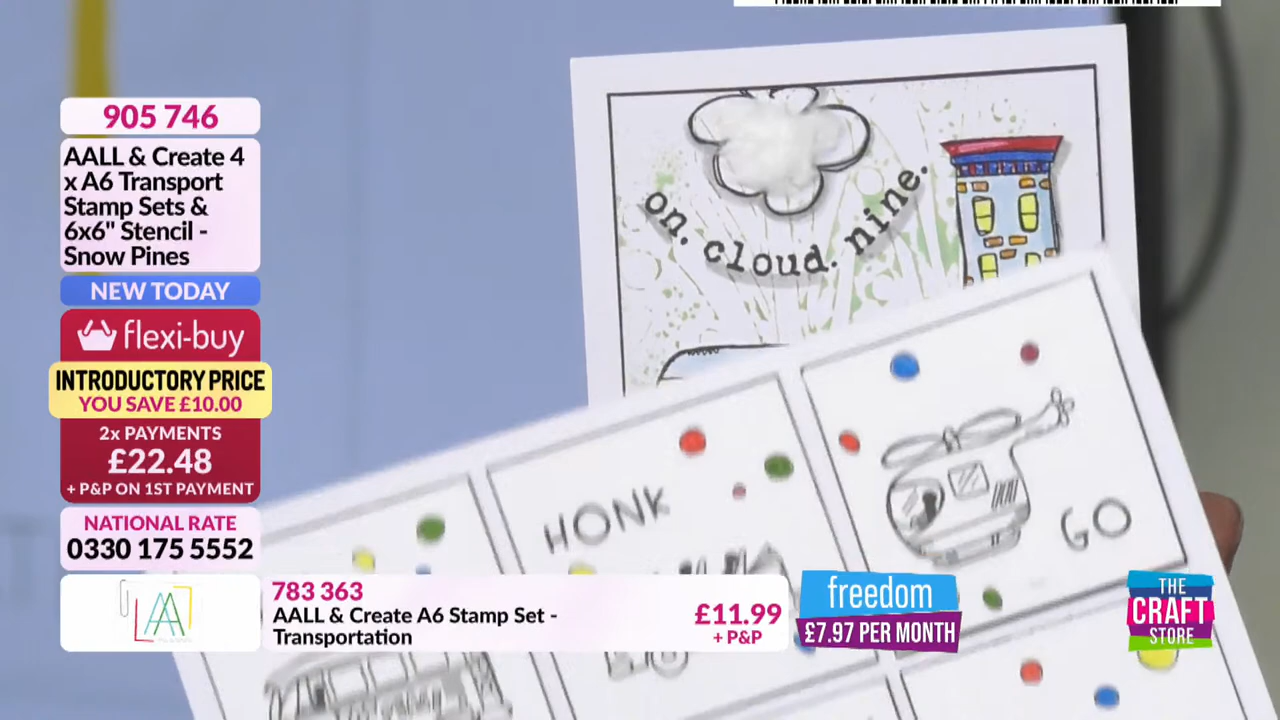 905 746
AALL & Create 4
x A6 Transport
Stamp Sets &
6x6" Stencil -
Snow Pines
NEW TODAY
flexi-buy
INTRODUCTORY PRICE
YOU SAVE £10.00
2x PAYMENTS
£22.48
+ P&P ON 1ST PAYMENT
NATIONAL RATE
0330 175 5552
on. cloud. nine.
HONK
GO
783 363
AALL & Create A6 Stamp Set -
Transportation
£11.99
+ P&P
freedom
£7.97 PER MONTH
THE
CRAFT
STORE